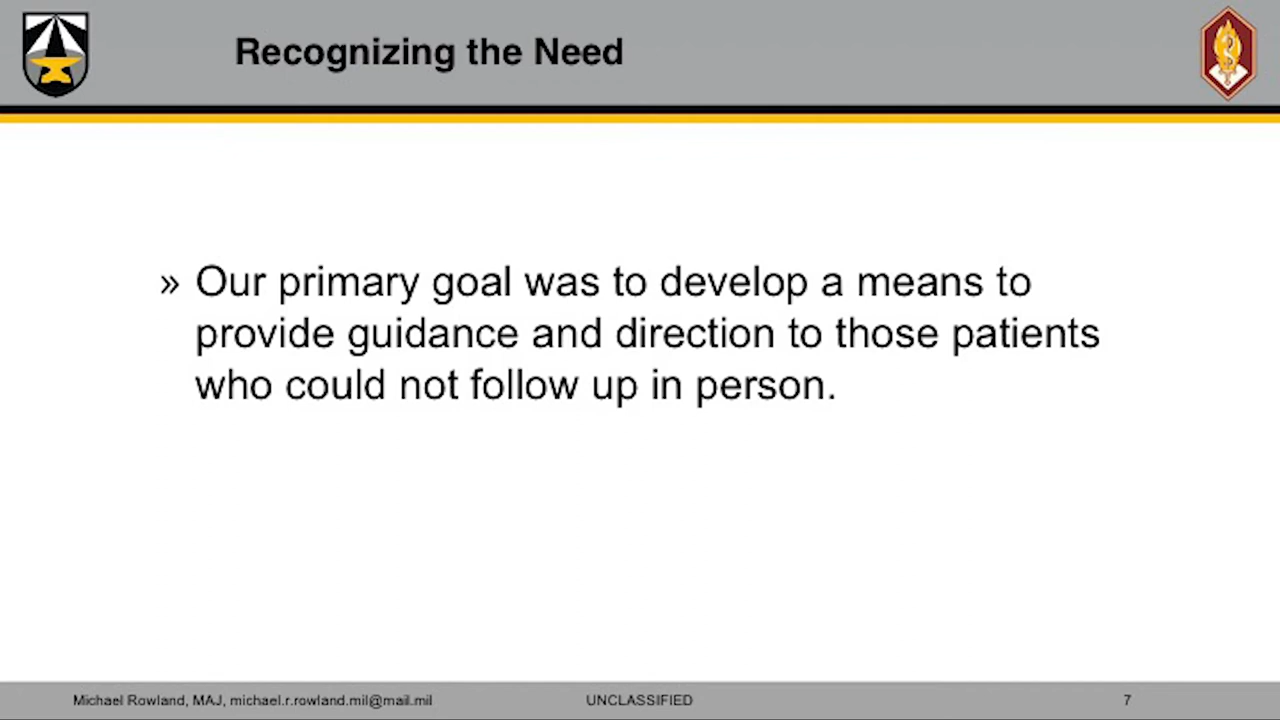 Recognizing the Need
» Our primary goal was to develop a means to
provide guidance and direction to those patients
who could not follow up in person.
Michael Rowland, MAJ, michael.r.rowland.mil@mail.mil
UNCLASSIFIED
7